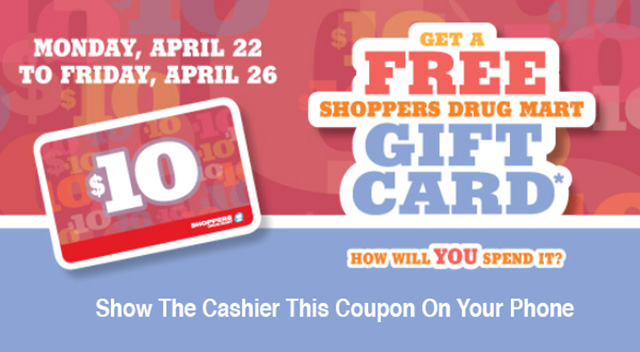 MONDAY, APRIL 22
TO FRIDAY, APRIL 26
$10
SHOPPERS
GET A
FREE
SHOPPERS DRUG MART
GIFT
CARD*
HOW WILL YOU SPEND IT?
Show The Cashier This Coupon On Your Phone